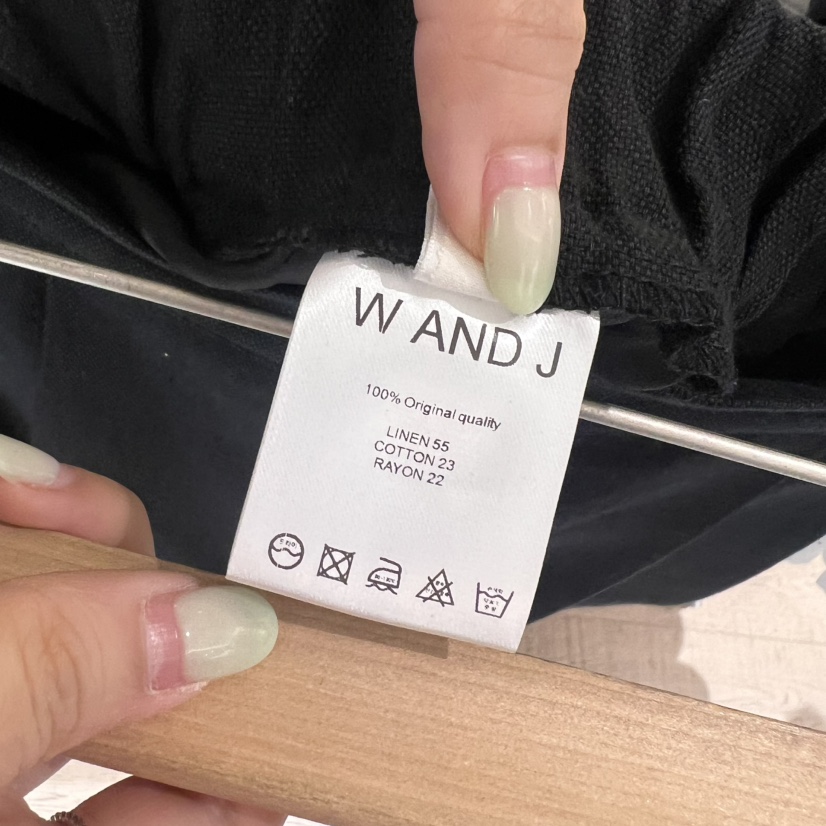 W AND J
100% Original quality
LINEN 55
COTTON 23
RAYON 22